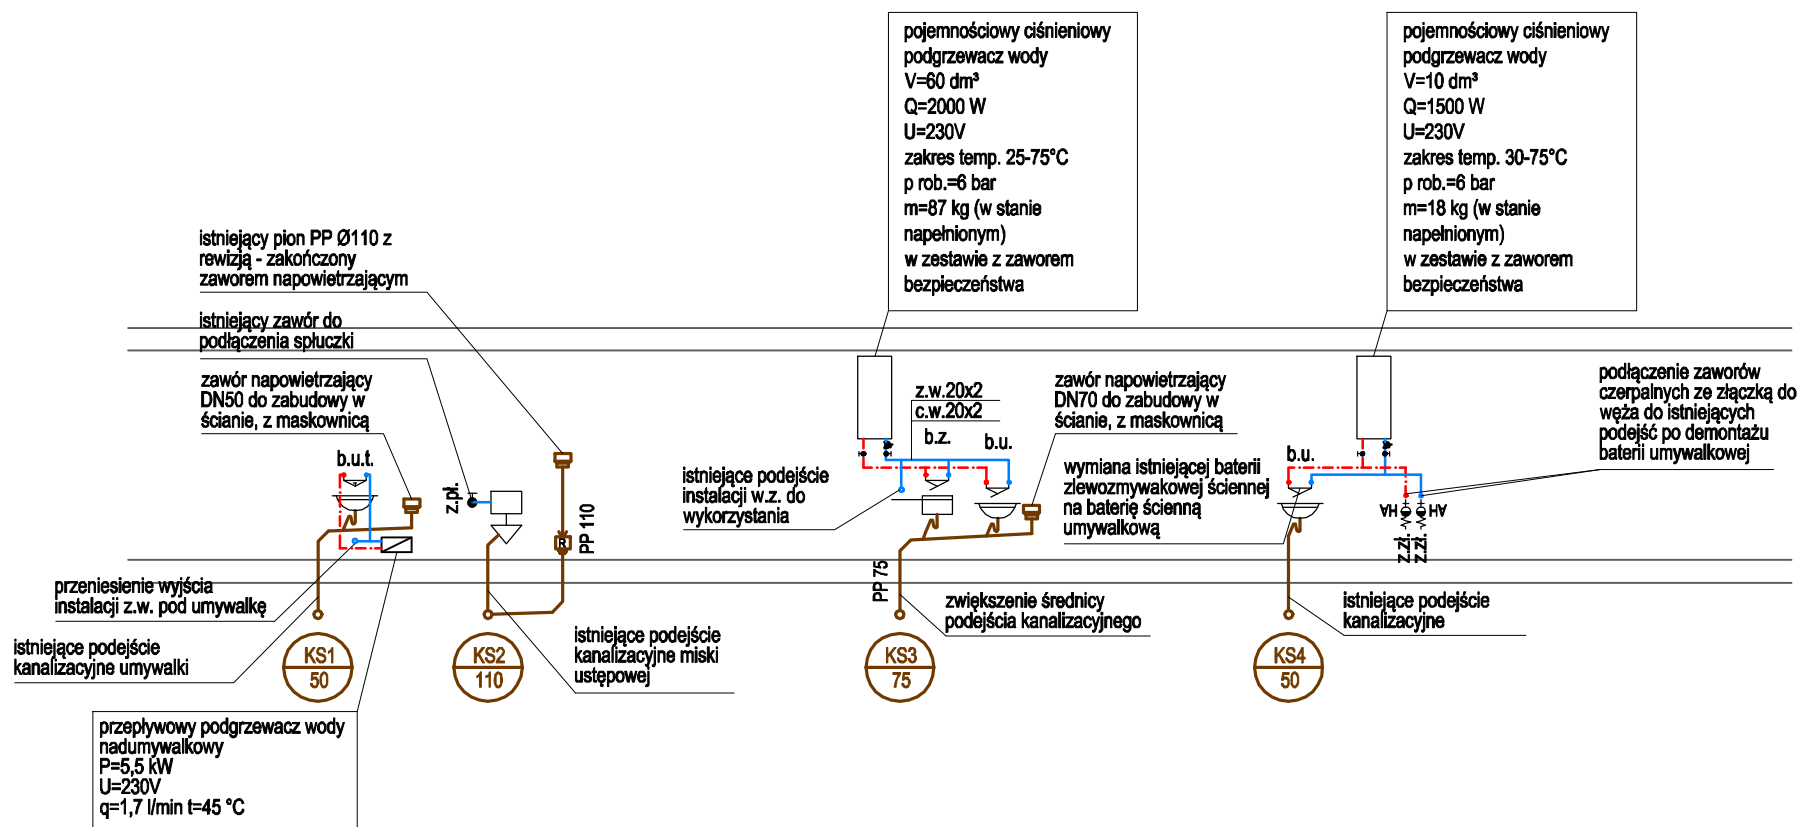 pojemnościowy ciśnieniowy
podgrzewacz wody
V=60 dm³
Q=2000 W
U=230V
zakres temp. 25-75°C
p rob.=6 bar
m=87 kg (w stanie
napełnionym)
w zestawie z zaworem
bezpieczeństwa
pojemnościowy ciśnieniowy
podgrzewacz wody
V=10 dm³
Q=1500 W
U=230V
zakres temp. 30-75°C
p rob.=6 bar
m=18 kg (w stanie
napełnionym)
w zestawie z zaworem
bezpieczeństwa
istniejący pion PP Ø110 z
rewizją - zakończony
zaworem napowietrzającym
istniejący zawór do
podłączenia spłuczki
zawór napowietrzający
DN50 do zabudowy w
ścianie, z maskownicą
b.u.t.
z.pł.
R
PP 110
z.w.20x2
c.w.20x2
b.z.
b.u.
zawór napowietrzający
DN70 do zabudowy w
ścianie, z maskownicą
istniejące podejście
instalacji w.z. do
wykorzystania
wymiana istniejącej baterii
zlewozmywakowej ściennej
na baterię ścienną
umywalkową
b.u.
podłączenie zaworów
czerpalnych ze złączką do
węża do istniejących
podejść po demontażu
baterii umywalkowej
HA
HA
z.zł.
z.zł.
przeniesienie wyjścia
instalacji z.w. pod umywalkę
istniejące podejście
kanalizacyjne umywalki
KS1
50
KS2
110
istniejące podejście
kanalizacyjne miski
ustępowej
PP 75
zwiększenie średnicy
podejścia kanalizacyjnego
KS3
75
istniejące podejście
kanalizacyjne
KS4
50
przepływowy podgrzewacz wody
nadumywalkowy
P=5,5 kW
U=230V
q=1,7 l/min t=45 °C